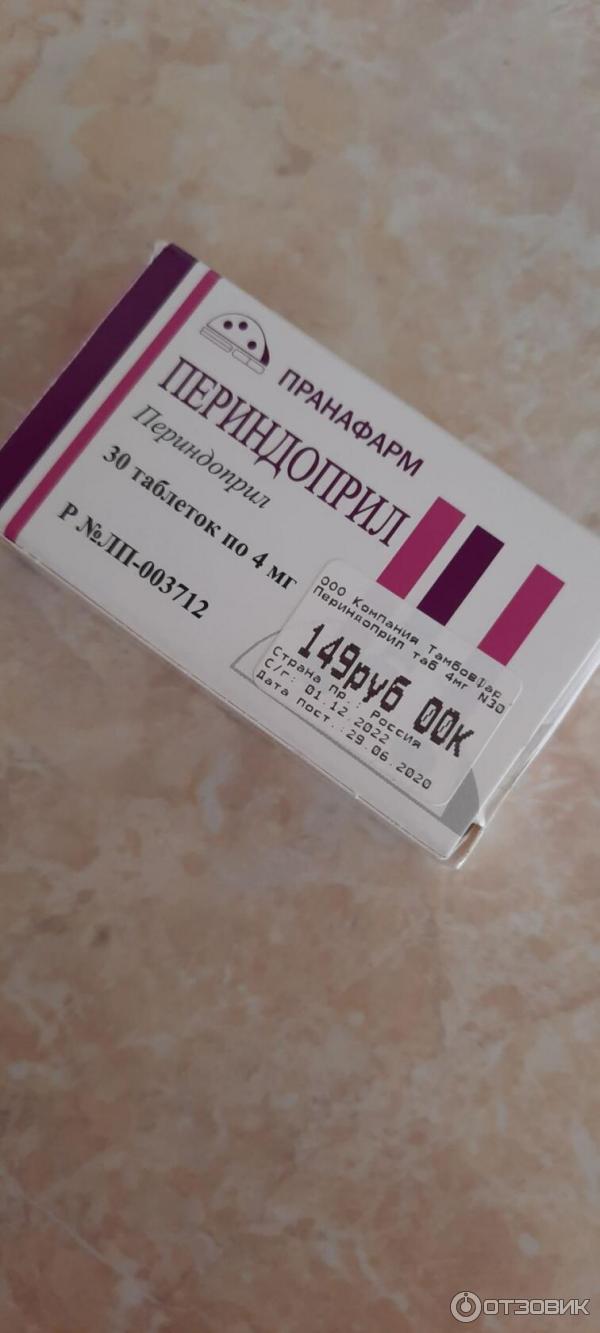 ПРАНАФАРМ
ПЕРИНДОПРИЛ
Периндоприл
30 таблеток по 4 мг
Р №ЛП-003712
ООО Компания ТамбовФар
Периндоприл таб 4мг N30
149руб 00к
Страна пр.: Россия
С/г: 01.12.2022
Дата пост.:29.06.2020
ОТЗОВИК